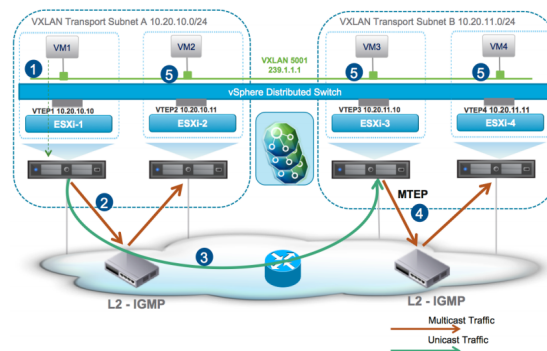 VXLAN Transport Subnet A 10.20.10.0/24
VXLAN Transport Subnet B 10.20.11.0/24
VM1
VM2
VM3
VM4
VXLAN 5001
239.1.1.1
1
5
5
5
vSphere Distributed Switch
VTEP1 10.20.10.10
VTEP2 10.20.10.11
VTEP3 10.20.11.10
VTEP4 10.20.11.11
ESXi-1
ESXi-2
ESXi-3
ESXi-4
MTEP
2
4
3
L2 - IGMP
L2 - IGMP
Multicast Traffic
Unicast Traffic